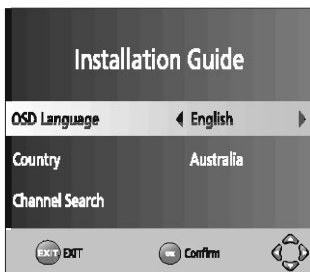 Installation Guide
OSD Language English
Country Australia
Channel Search
EXIT EXIT OK Confirm